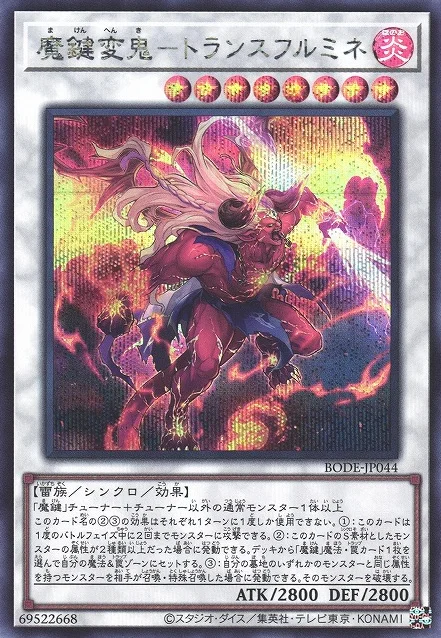 魔鍵変鬼－トランスフルミネ
炎
BODE-JP044
【雷族／シンクロ／効果】
「魔鍵」チューナー＋チューナー以外の通常モンスター1体以上
このカード名の②③の効果はそれぞれ1ターンに1度しか使用できない。①：このカードは
1度のバトルフェイズ中に2回までモンスターに攻撃できる。②：このカードのS素材としたモン
スターの属性が2種類以上だった場合に発動できる。デッキから「魔鍵」魔法・罠カード1枚を
選んで自分の魔法＆罠ゾーンにセットする。③：自分の墓地のいずれかのモンスターと同じ属性
を持つモンスターを相手が召喚・特殊召喚した場合に発動できる。そのモンスターを破壊する。
ATK/2800 DEF/2800
69522668
©スタジオ・ダイス／集英社・テレビ東京・KONAMI